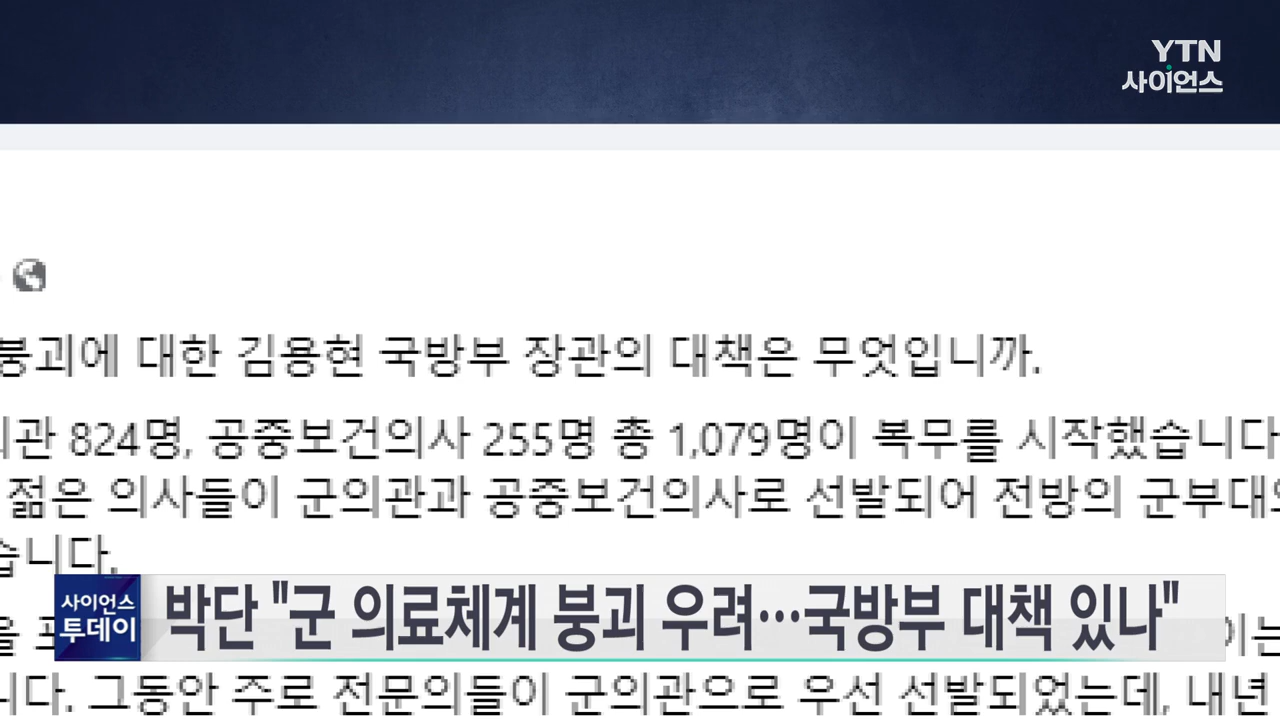 YTN
사이언스
붕괴에 대한 김용현 국방부 장관의 대책은 무엇입니까.
의관 824명, 공중보건의사 255명 총 1,079명이 복무를 시작했습니다
젊은 의사들이 군의관과 공중보건의사로 선발되어 전방의 군부대와
습니다.
사이언스
투데이
박단 "군 의료체계 붕괴 우려…국방부 대책 있나"
니다. 그동안 주로 전문의들이 군의관으로 우선 선발되었는데, 내년